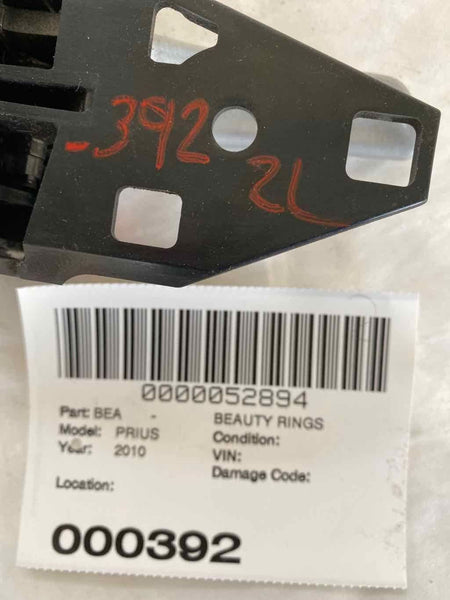 -392
2L
0000052894
Part: BEA - BEAUTY RINGS
Model: PRIUS Condition:
Year: 2010 VIN:
Damage Code:
Location:
000392